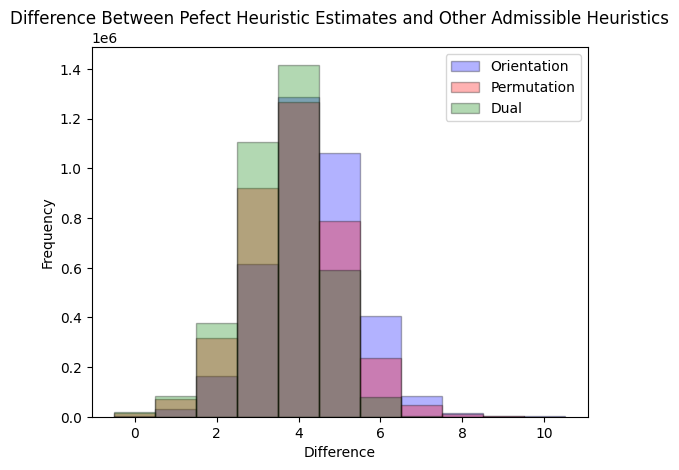 Difference Between Pefect Heuristic Estimates and Other Admissible Heuristics
1e6
Orientation
Permutation
Dual
1.4
1.2
1.0
0.8
0.6
0.4
0.2
0.0
Frequency
0 2 4 6 8 10
Difference